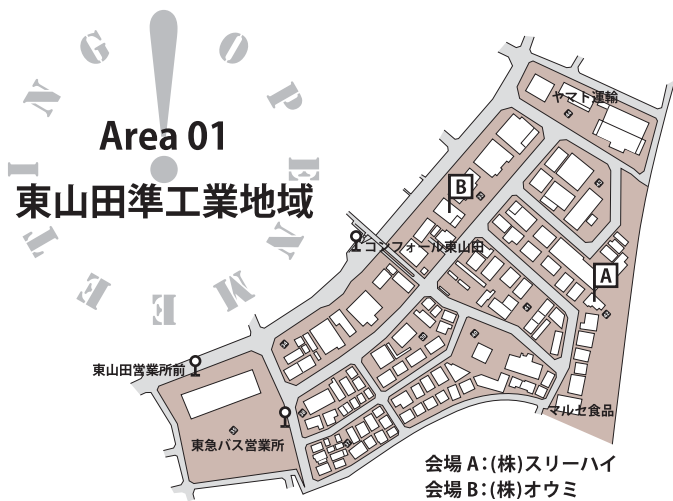 OPEN MEETING
Area 01
東山田準工業地域
ヤマト運輸
B
コンフォール東山田
A
東山田営業所前
マルセ食品
東急バス営業所
会場 A：(株)スリーハイ
会場 B：(株)オウミ